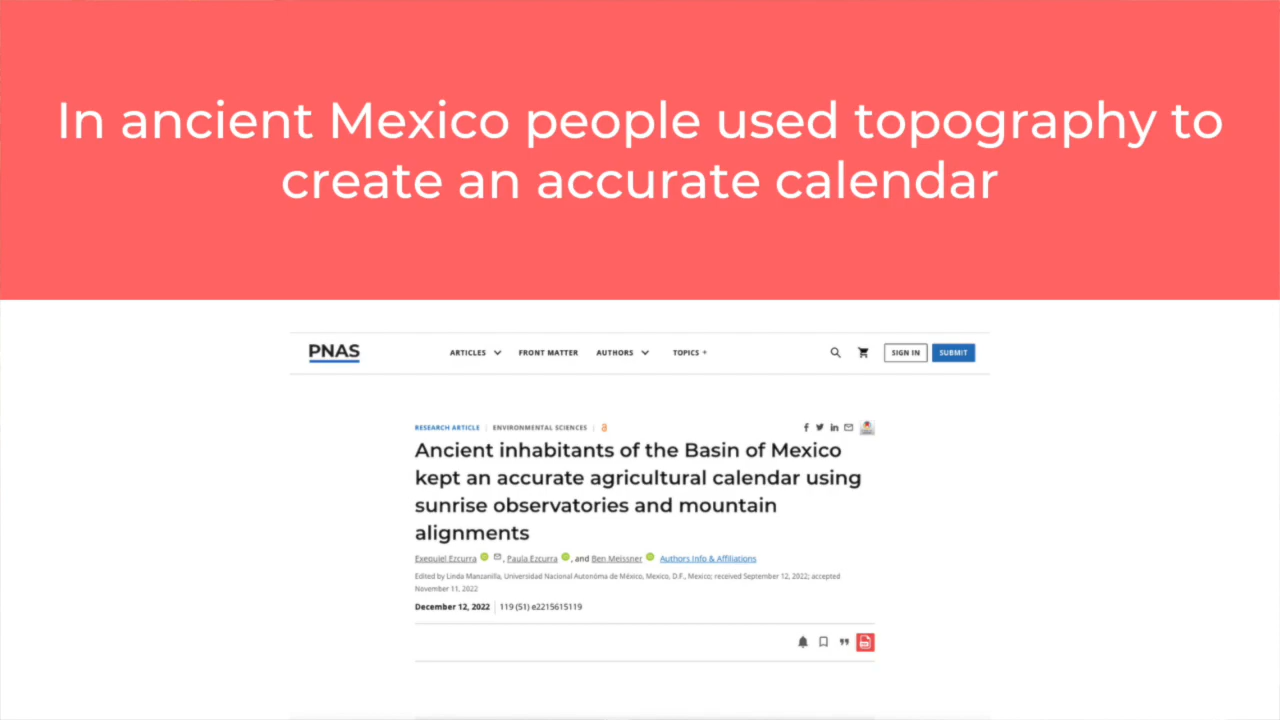 In ancient Mexico people used topography to
create an accurate calendar
PNAS
ARTICLES FRONT MATTER AUTHORS TOPICS + SIGN IN SUBMIT
RESEARCH ARTICLE | ENVIRONMENTAL SCIENCES |
Ancient inhabitants of the Basin of Mexico
kept an accurate agricultural calendar using
sunrise observatories and mountain
alignments
Exequiel Ezcurra , Paula Ezcurra , and Ben Meissner Authors Info & Affiliations
Edited by Linda Manzanilla, Universidad Nacional Autonóma de México, Mexico, D.F., Mexico; received September 12, 2022; accepted
November 11, 2022
December 12, 2022 | 119 (51) e2215615119